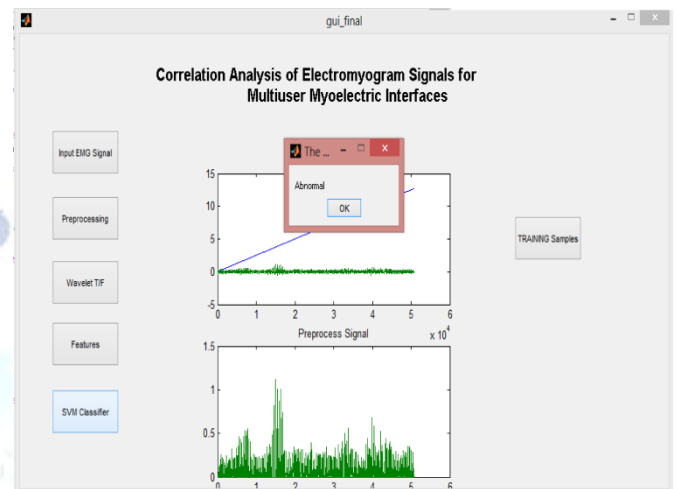 gui_final
Correlation Analysis of Electromyogram Signals for
Multiuser Myoelectric Interfaces
Input EMG Signal
Preprocessing
Wavelet T/F
Features
SVM Classifier
The ...
Abnormal
OK
TRAINING Samples
15
10
5
0
-5
0 1 2 3 4 5 6
x 10^4
Preprocess Signal
1.5
1
0.5
0
0 1 2 3 4 5 6